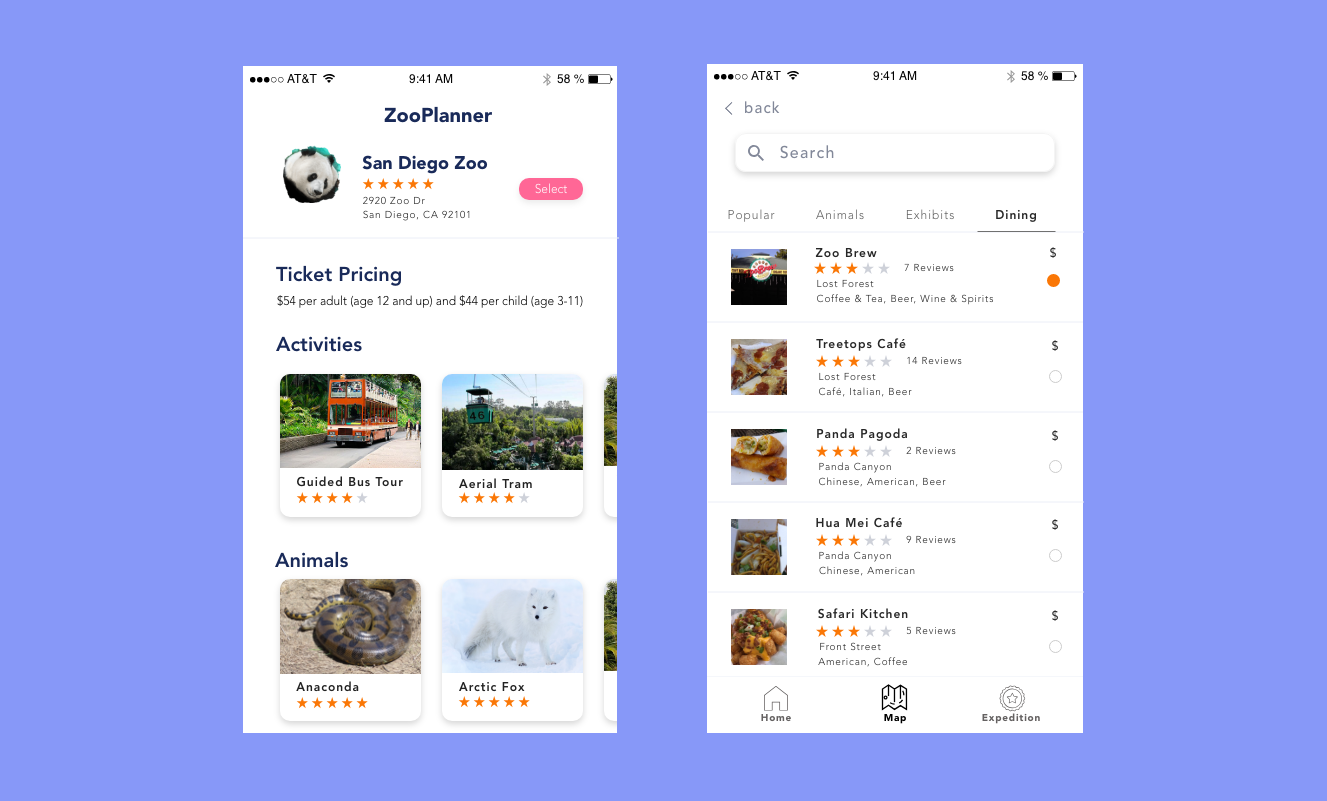 AT&T 9:41 AM 58 %
ZooPlanner
San Diego Zoo
2920 Zoo Dr
San Diego, CA 92101
Select
Ticket Pricing
$54 per adult (age 12 and up) and $44 per child (age 3-11)
Activities
46
Guided Bus Tour
Aerial Tram
Animals
Anaconda
Arctic Fox
AT&T 9:41 AM 58 %
back
Search
Popular Animals Exhibits Dining
Zoo Brew $
7 Reviews
Lost Forest
Coffee & Tea, Beer, Wine & Spirits
Treetops Café $
14 Reviews
Lost Forest
Café, Italian, Beer
Panda Pagoda $
2 Reviews
Panda Canyon
Chinese, American, Beer
Hua Mei Café $
9 Reviews
Panda Canyon
Chinese, American
Safari Kitchen $
5 Reviews
Front Street
American, Coffee
Home Map Expedition